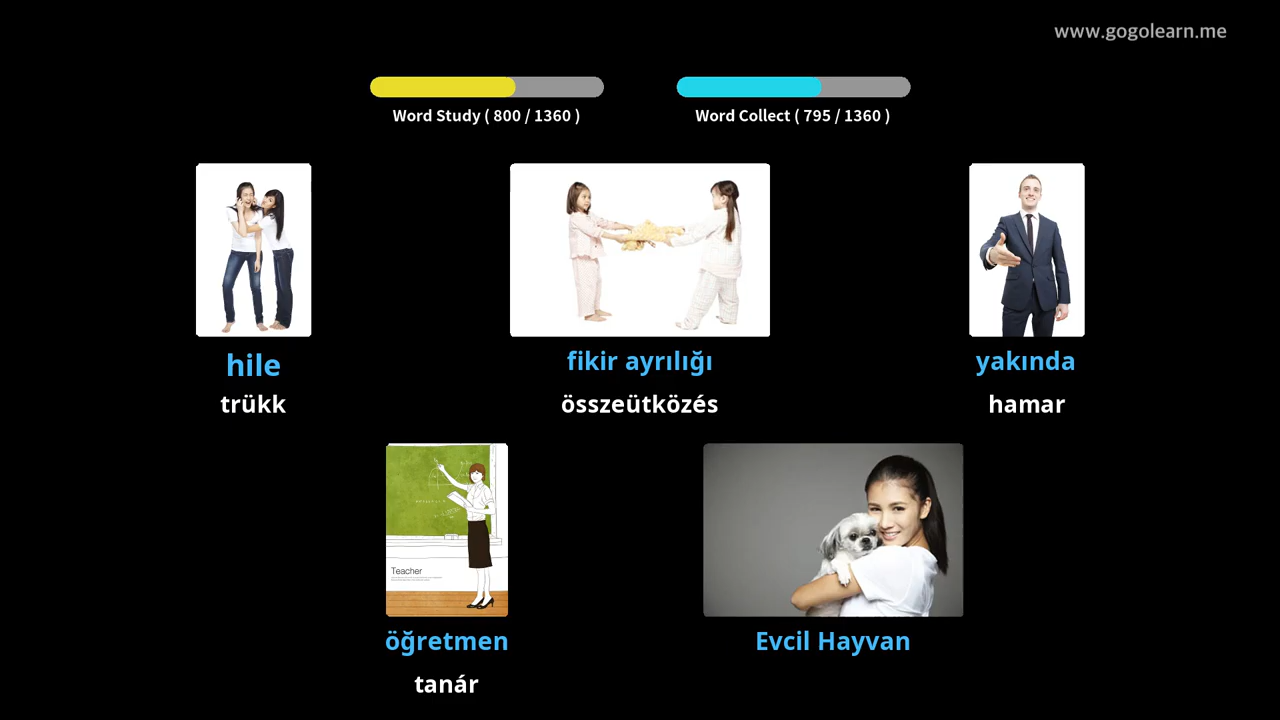 www.gogolearn.me
Word Study ( 800 / 1360 )
Word Collect ( 795 / 1360 )
hile
trükk
fikir ayrılığı
összeütközés
yakında
hamar
Teacher
öğretmen
tanár
Evcil Hayvan